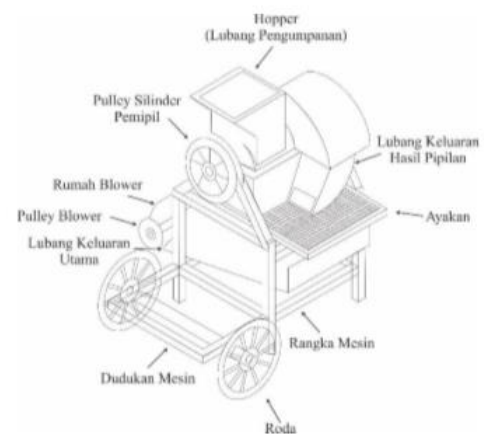 Hopper
(Lubang Pengumpanan)
Pulley Silinder
Pemipil
Lubang Keluaran
Hasil Pipilan
Rumah Blower
Pulley Blower
Ayakan
Lubang Keluaran
Utama
Rangka Mesin
Dudukan Mesin
Roda